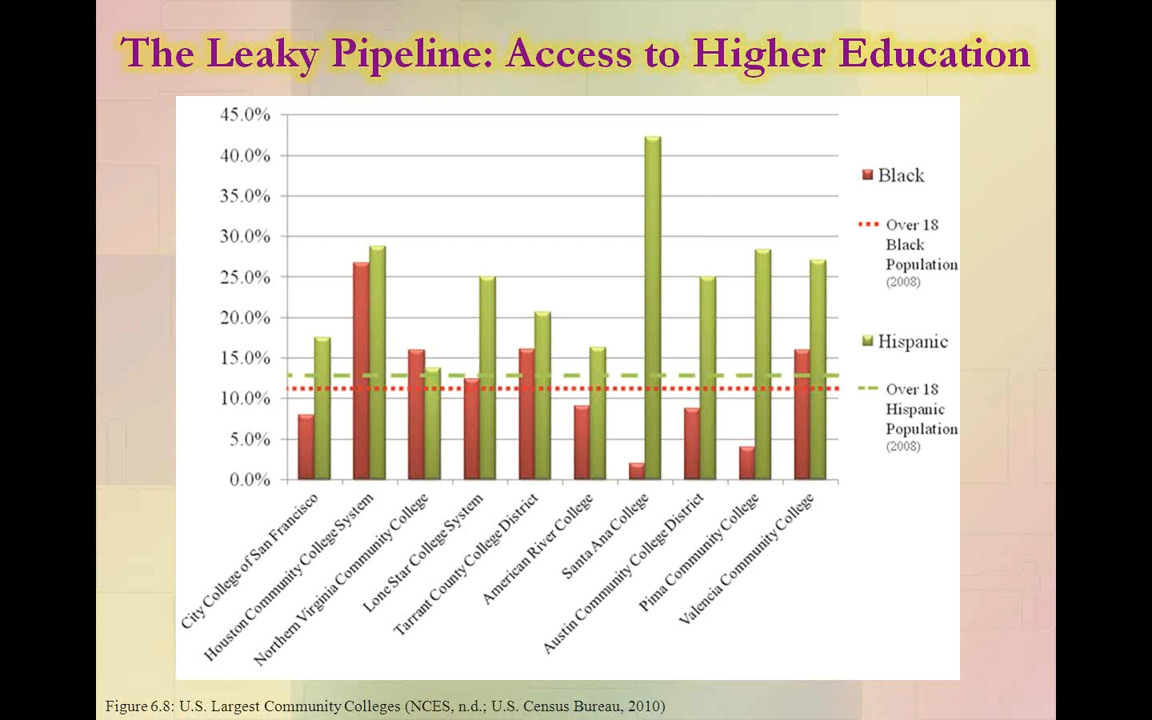 The Leaky Pipeline: Access to Higher Education
45.0%
40.0%
35.0%
30.0%
25.0%
20.0%
15.0%
10.0%
5.0%
0.0%
City College of San Francisco
Houston Community College System
Northern Virginia Community College
Lone Star College System
Tarrant County College District
American River College
Santa Ana College
Austin Community College District
Pima Community College
Valencia Community College
Black
Over 18
Black
Population
(2008)
Hispanic
Over 18
Hispanic
Population
(2008)
Figure 6.8: U.S. Largest Community Colleges (NCES, n.d.; U.S. Census Bureau, 2010)